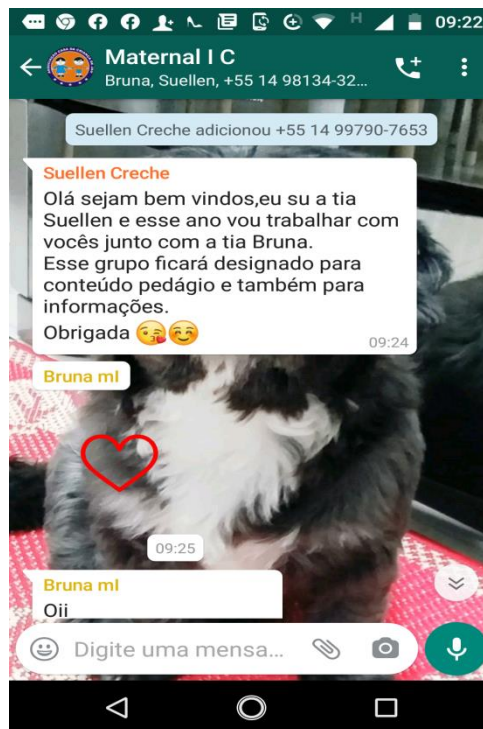 H
09:22
Maternal I C
Bruna, Suellen, +55 14 98134-32...
Suellen Creche adicionou +55 14 99790-7653
Suellen Creche
Olá sejam bem vindos,eu su a tia
Suellen e esse ano vou trabalhar com
vocês junto com a tia Bruna.
Esse grupo ficará designado para
conteúdo pedágio e também para
informações.
Obrigada 😘☺️
09:24
Bruna ml
09:25
Bruna ml
Oii
Digite uma mensa...